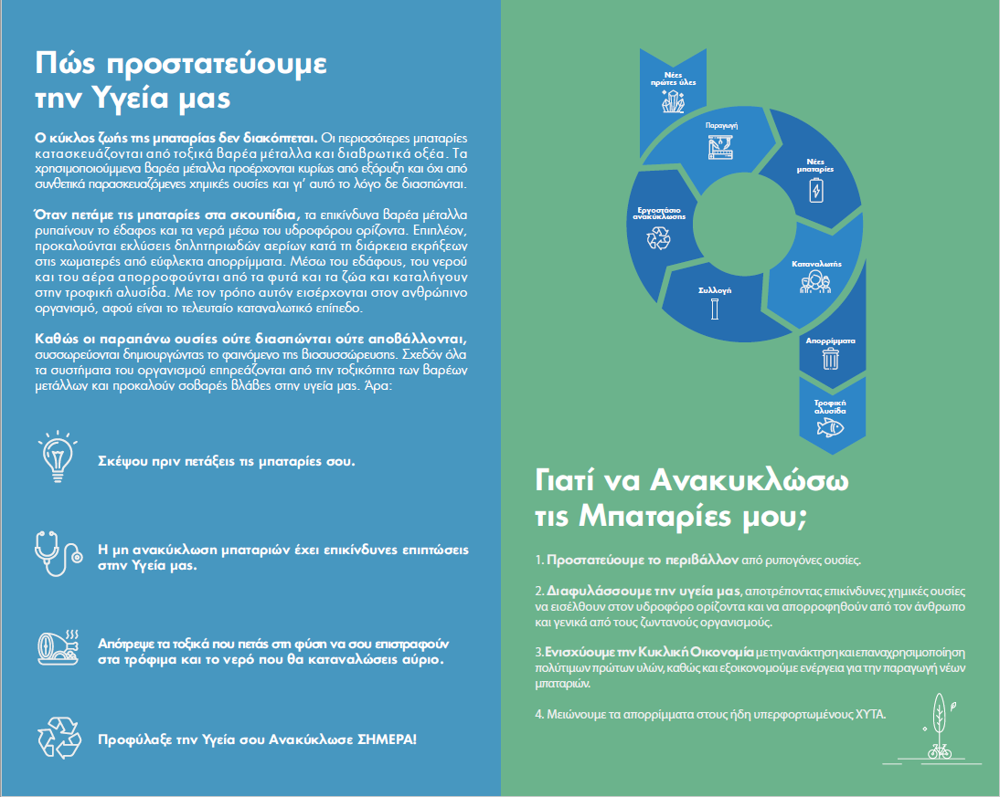 Πώς προστατεύουμε
την Υγεία μας
Ο κύκλος ζωής της μπαταρίας δεν διακόπτεται. Οι περισσότερες μπαταρίες
κατασκευάζονται από τοξικά βαρέα μέταλλα και διαβρωτικά οξέα. Τα
χρησιμοποιούμμενα βαρέα μέταλλα προέρχονται κυρίως από εξόρυξη και όχι από
συνθετικά παρασκευαζόμενες χημικές ουσίες και γι’ αυτό το λόγο δε διασπώνται.
Όταν πετάμε τις μπαταρίες στα σκουπίδια, τα επικίνδυνα βαρέα μέταλλα
ρυπαίνουν το έδαφος και τα νερά μέσω του υδροφόρου ορίζοντα. Επιπλέον,
προκαλούνται εκλύσεις δηλητηριωδών αερίων κατά τη διάρκεια εκρήξεων
στις χωματερές από εύφλεκτα απορρίμματα. Μέσω του εδάφους, του νερού
και του αέρα απορροφούνται από τα φυτά και τα ζώα και καταλήγουν
στην τροφική αλυσίδα. Με τον τρόπο αυτόν εισέρχονται στον ανθρώπινο
οργανισμό, αφού είναι το τελευταίο καταναλωτικό επίπεδο.
Καθώς οι παραπάνω ουσίες ούτε διασπώνται ούτε αποβάλλονται,
συσσωρεύονται δημιουργώντας το φαινόμενο της βιοσυσσώρευσης. Σχεδόν όλα
τα συστήματα του οργανισμού επηρεάζονται από την τοξικότητα των βαρέων
μετάλλων και προκαλούν σοβαρές βλάβες στην υγεία μας. Άρα:
Σκέψου πριν πετάξεις τις μπαταρίες σου.
Η μη ανακύκλωση μπαταριών έχει επικίνδυνες επιπτώσεις
στην Υγεία μας.
Απότρεψε τα τοξικά που πετάς στη φύση να σου επιστραφούν
στα τρόφιμα και το νερό που θα καταναλώσεις αύριο.
Προφύλαξε την Υγεία σου Ανακύκλωσε ΣΗΜΕΡΑ!
Νέες
πρώτες ύλες
Παραγωγή
Νέες
μπαταρίες
Εργοστάσιο
ανακύκλωσης
Καταναλωτής
Συλλογή
Απορρίμματα
Τροφική
αλυσίδα
Γιατί να Ανακυκλώσω
τις Μπαταρίες μου;
1. Προστατεύουμε το περιβάλλον από ρυπογόνες ουσίες.
2. Διαφυλάσσουμε την υγεία μας, αποτρέποντας επικίνδυνες χημικές ουσίες
να εισέλθουν στον υδροφόρο ορίζοντα και να απορροφηθούν από τον άνθρωπο
και γενικά από τους ζωντανούς οργανισμούς.
3. Ενισχύουμε την Κυκλική Οικονομία με την ανάκτηση και επαναχρησιμοποίηση
πολύτιμων πρώτων υλών, καθώς και εξοικονομούμε ενέργεια για την παραγωγή νέων
μπαταριών.
4. Μειώνουμε τα απορρίμματα στους ήδη υπερφορτωμένους ΧΥΤΑ.